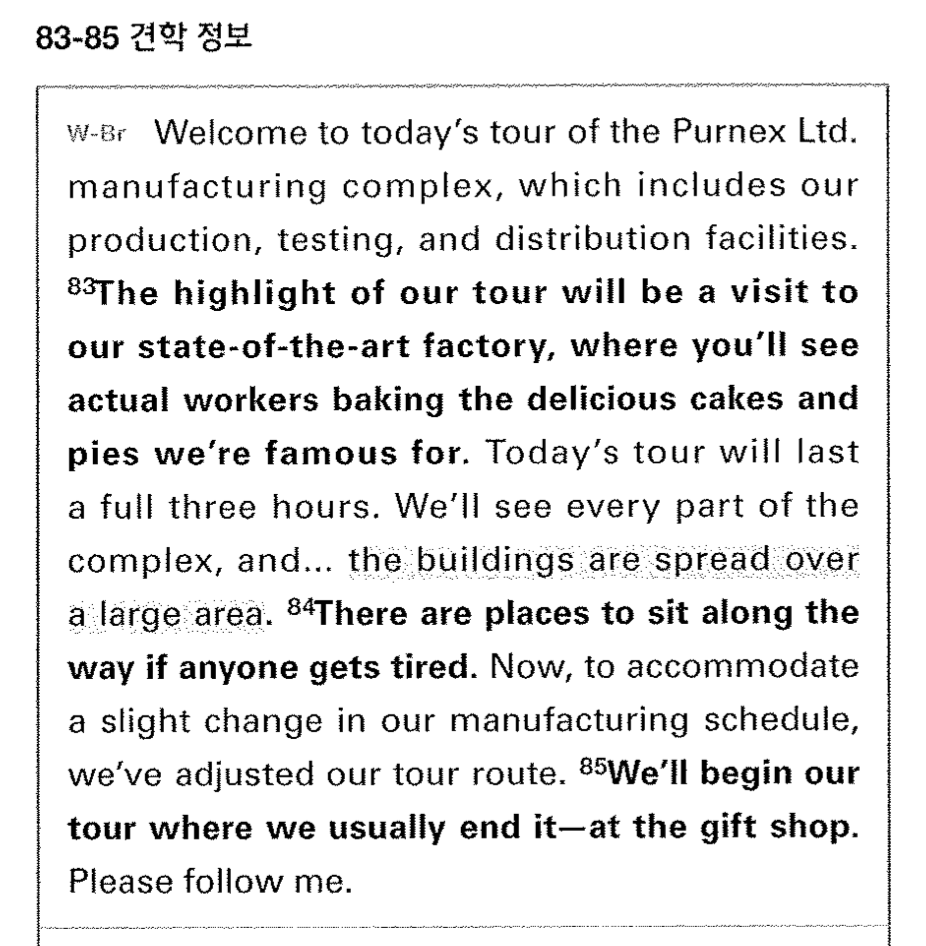 83-85 견학 정보
W-Br Welcome to today's tour of the Purnex Ltd.
manufacturing complex, which includes our
production, testing, and distribution facilities.
83The highlight of our tour will be a visit to
our state-of-the-art factory, where you'll see
actual workers baking the delicious cakes and
pies we're famous for. Today's tour will last
a full three hours. We'll see every part of the
complex, and... the buildings are spread over
a large area. 84There are places to sit along the
way if anyone gets tired. Now, to accommodate
a slight change in our manufacturing schedule,
we've adjusted our tour route. 85We'll begin our
tour where we usually end it—at the gift shop.
Please follow me.